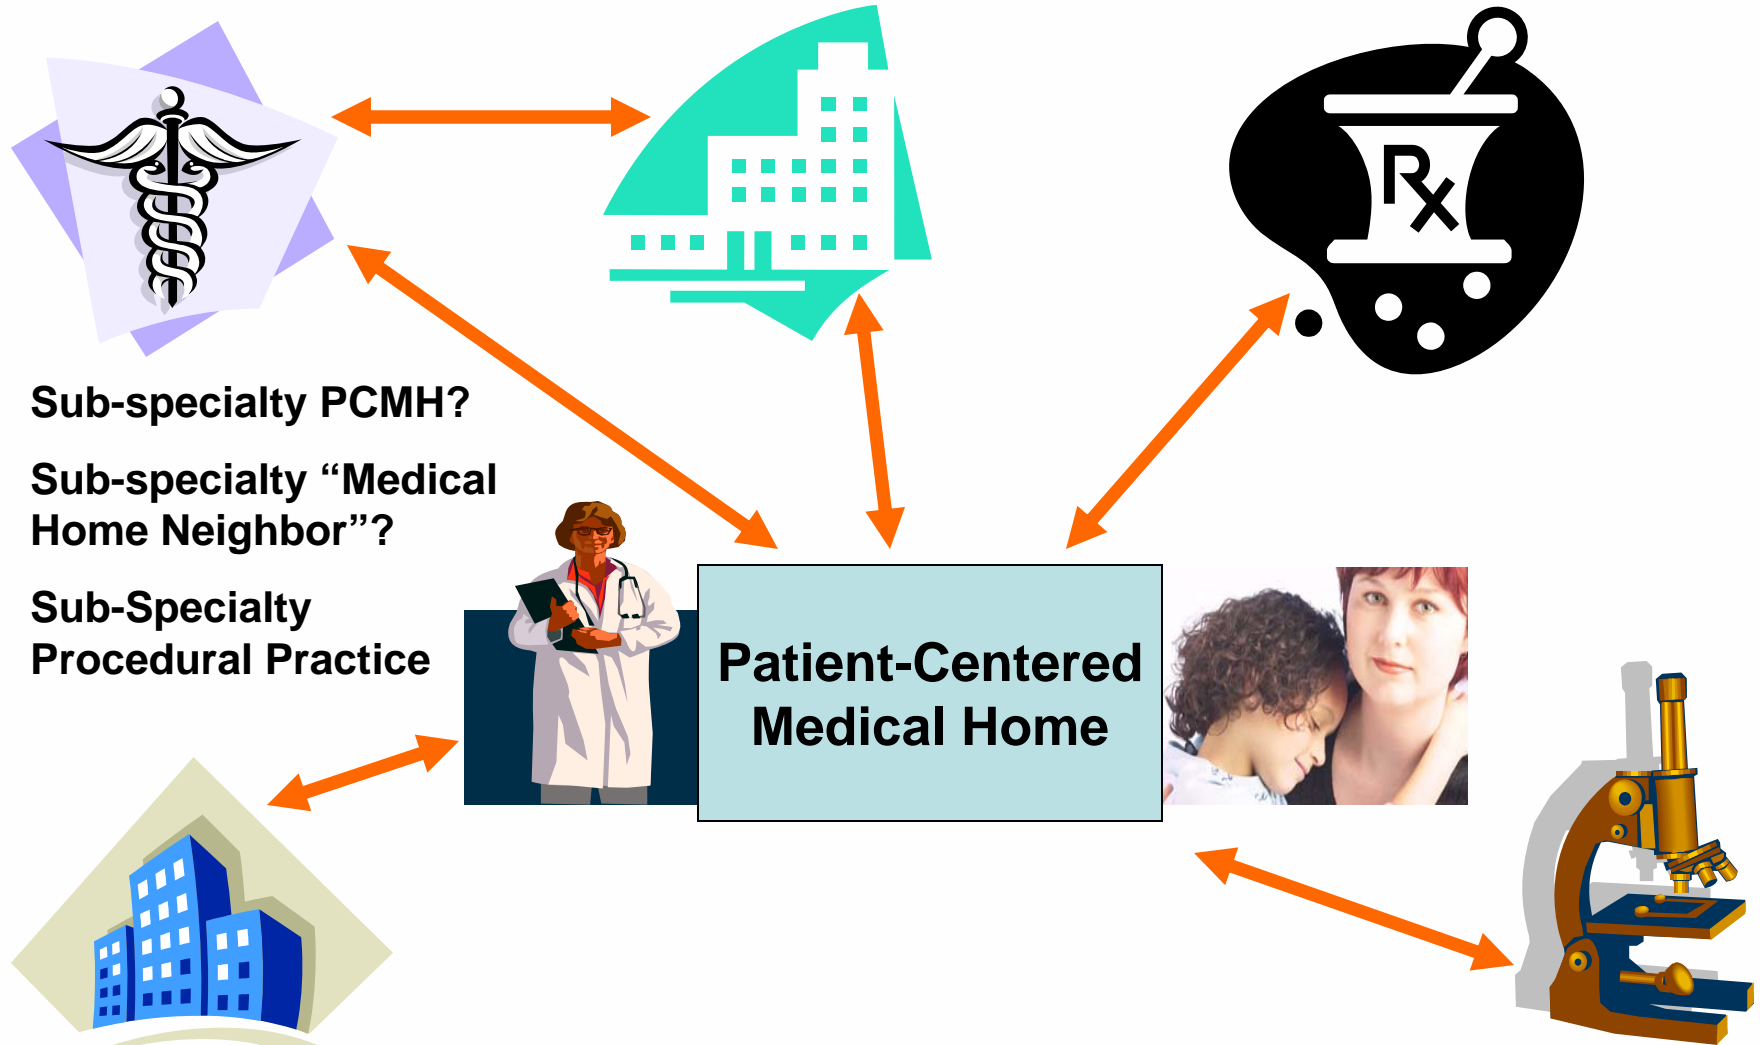 Rx
Sub-specialty PCMH?
Sub-specialty “Medical
Home Neighbor”?
Sub-Specialty
Procedural Practice
Patient-Centered
Medical Home